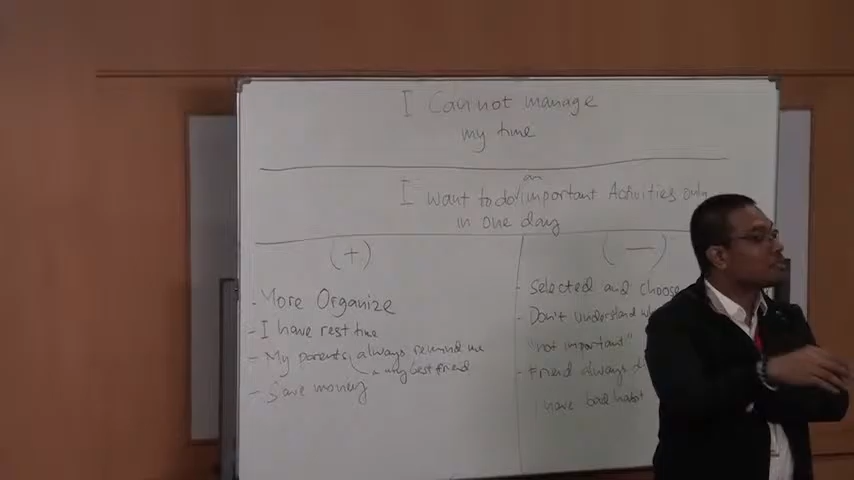 I Cannot manage
my time
an
I want to do important Activities only
in one day
(+)
- More Organize
- I have rest time
- My parents always remind me
- my best friend
- Save money
(—)
- Selected and choose
- Don't understand
"not important"
- Friend always
I have bad habit